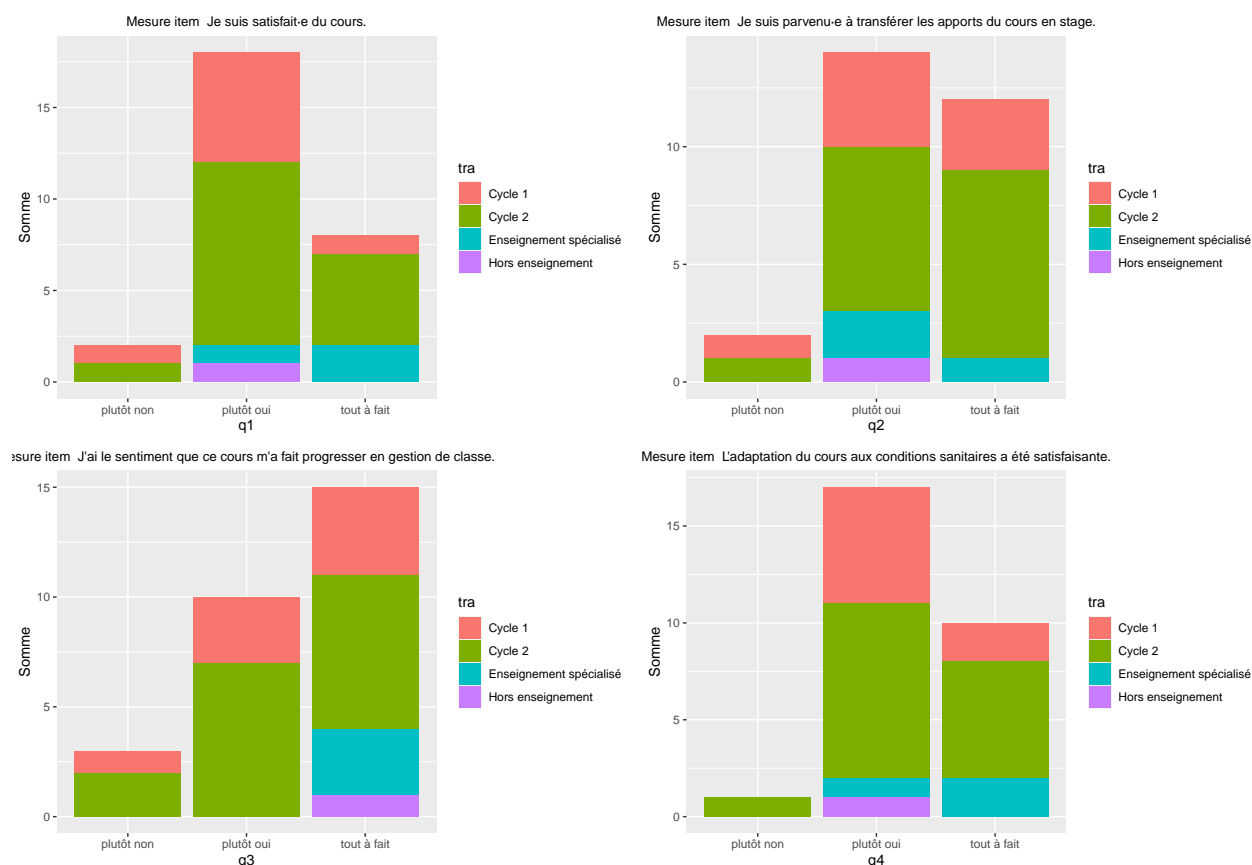 Mesure item  Je suis satisfait·e du cours.
15
10
5
0
Somme
plutôt non
plutôt oui
tout à fait
q1
tra
Cycle 1
Cycle 2
Enseignement spécialisé
Hors enseignement
Mesure item  Je suis parvenu·e à transférer les apports du cours en stage.
10
5
0
Somme
plutôt non
plutôt oui
tout à fait
q2
tra
Cycle 1
Cycle 2
Enseignement spécialisé
Hors enseignement
esure item  J'ai le sentiment que ce cours m'a fait progresser en gestion de classe.
15
10
5
0
Somme
plutôt non
plutôt oui
tout à fait
q3
tra
Cycle 1
Cycle 2
Enseignement spécialisé
Hors enseignement
Mesure item  L'adaptation du cours aux conditions sanitaires a été satisfaisante.
15
10
5
0
Somme
plutôt non
plutôt oui
tout à fait
q4
tra
Cycle 1
Cycle 2
Enseignement spécialisé
Hors enseignement